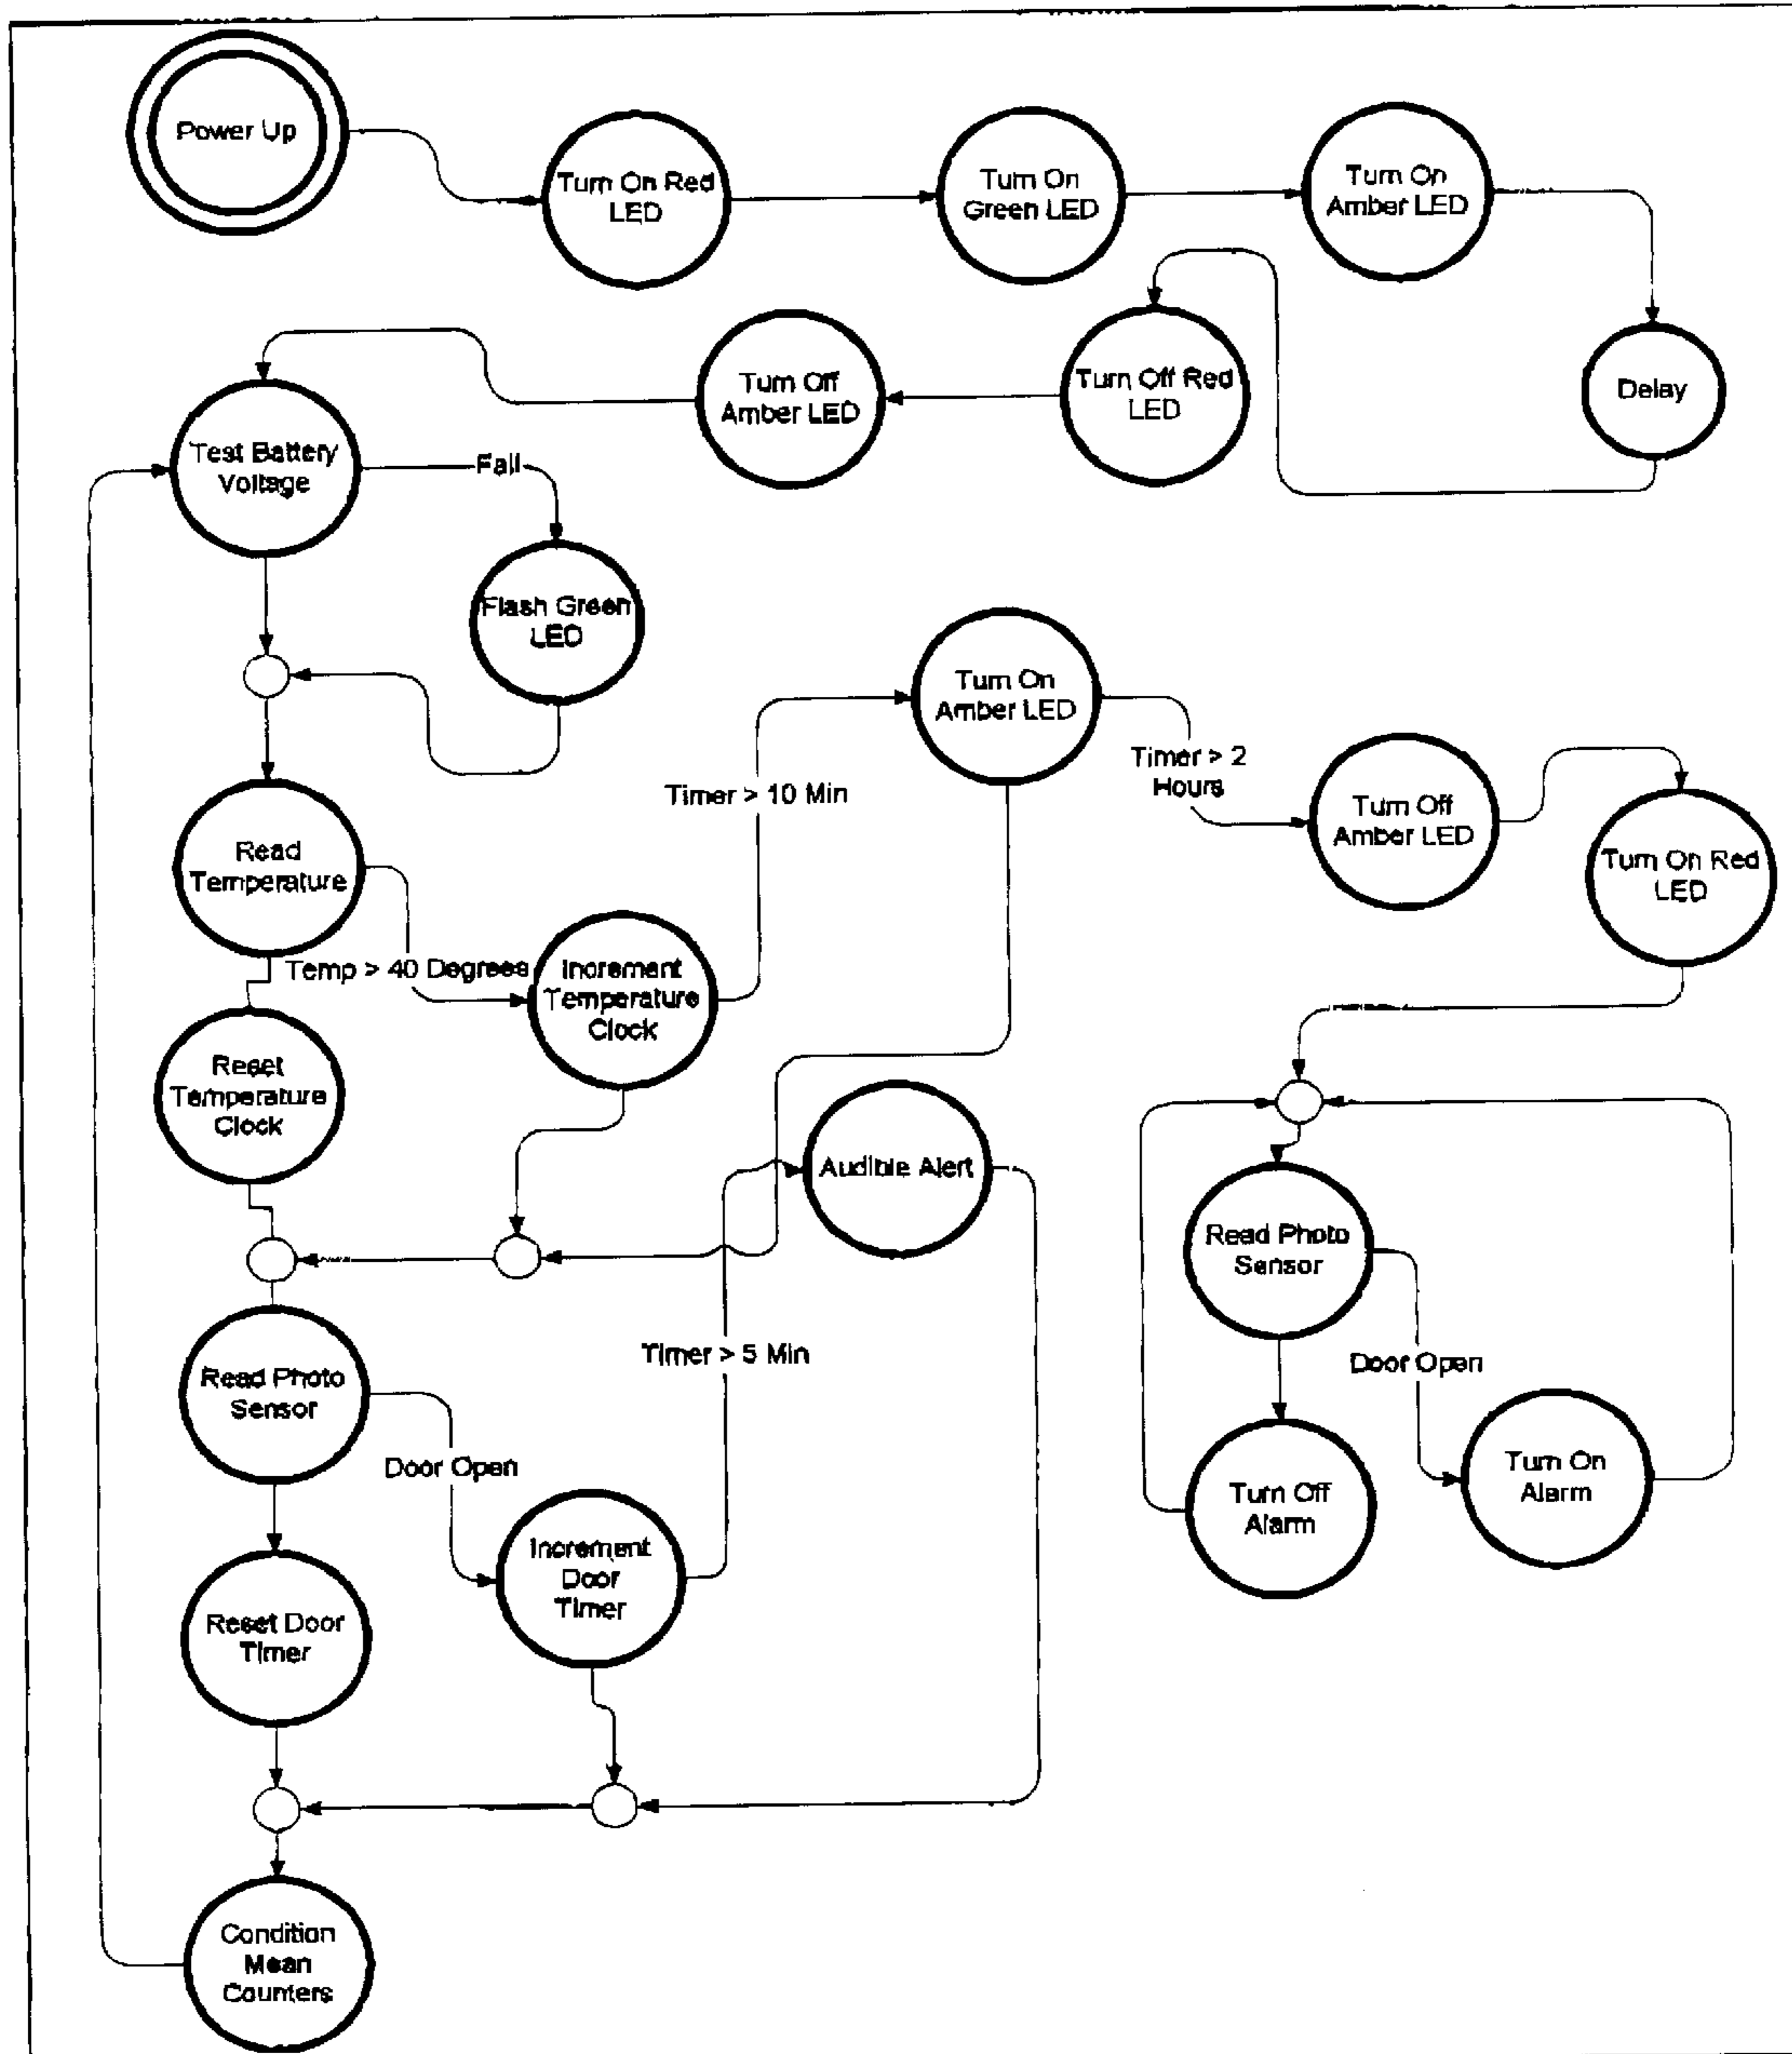 Power Up
Turn On Red
LED
Turn On
Green LED
Turn On
Amber LED
Delay
Turn Off Red
LED
Turn Off
Amber LED
Test Battery
Voltage
Fail
Flash Green
LED
Read
Temperature
Temp > 40 Degrees
Increment
Temperature
Clock
Timer > 10 Min
Turn On
Amber LED
Timer > 2
Hours
Turn Off
Amber LED
Turn On Red
LED
Reset
Temperature
Clock
Audible Alert
Read Photo
Sensor
Door Open
Turn On
Alarm
Turn Off
Alarm
Read Photo
Sensor
Door Open
Increment
Door
Timer
Timer > 5 Min
Reset Door
Timer
Condition
Mean
Counters